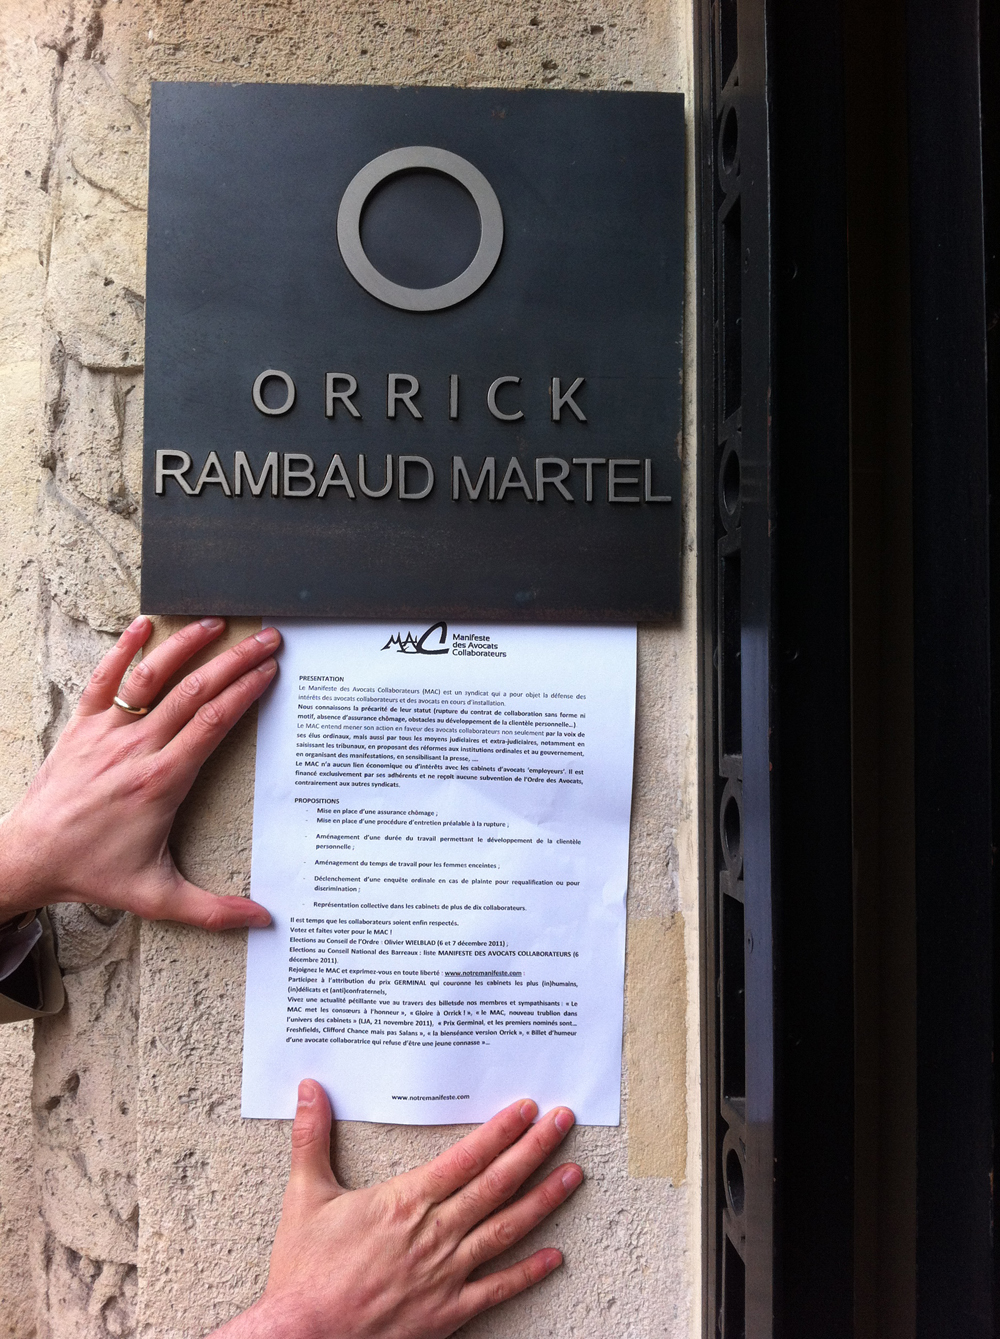 ORRICK
RAMBAUD MARTEL
MAC
Manifeste
des Avocats
Collaborateurs
PRESENTATION
Le Manifeste des Avocats Collaborateurs (MAC) est un syndicat qui a pour objet la défense des
intérêts des avocats collaborateurs et des avocats en cours d'installation.
Nous connaissons la précarité de leur statut (rupture du contrat de collaboration sans forme ni
motif, absence d'assurance chômage, obstacles au développement de la clientèle personnelle...)
Le MAC entend mener son action en faveur des avocats collaborateurs non seulement par la voie de
ses élus ordinaux, mais aussi par tous les moyens judiciaires et extra-judiciaires, notamment en
saisissant les tribunaux, en proposant des réformes aux institutions ordinales et au gouvernement,
en organisant des manifestations, en sensibilisant la presse, ....
Le MAC n'a aucun lien économique ou d'intérêts avec les cabinets d'avocats 'employeurs'. Il est
financé exclusivement par ses adhérents et ne reçoit aucune subvention de l'Ordre des Avocats,
contrairement aux autres syndicats.
PROPOSITIONS
- Mise en place d'une assurance chômage ;
- Mise en place d'une procédure d'entretien préalable à la rupture ;
- Aménagement d'une durée du travail permettant le développement de la clientèle
personnelle ;
- Aménagement du temps de travail pour les femmes enceintes ;
- Déclenchement d'une enquête ordinale en cas de plainte pour requalification ou pour
discrimination ;
- Représentation collective dans les cabinets de plus de dix collaborateurs.
Il est temps que les collaborateurs soient enfin respectés.
Votez et faites voter pour le MAC !
Elections au Conseil de l'Ordre : Olivier WIELBLAD (6 et 7 décembre 2011) ;
Elections au Conseil National des Barreaux : liste MANIFESTE DES AVOCATS COLLABORATEURS (6
décembre 2011).
Rejoignez le MAC et exprimez-vous en toute liberté : www.notremanifeste.com :
Participez à l'attribution du prix GERMINAL qui couronne les cabinets les plus (in)humains,
(in)délicats et (anti)confraternels,
Vivez une actualité pétillante vue au travers des billetsde nos membres et sympathisants : « Le
MAC met les consœurs à l'honneur », « Gloire à Orrick ! », « le MAC, nouveau trublion dans
l'univers des cabinets » (LJA, 21 novembre 2011), « Prix Germinal, et les premiers nominés sont...
Freshfields, Clifford Chance mais pas Salans », « la bienséance version Orrick », « Billet d'humeur
d'une avocate collaboratrice qui refuse d'être une jeune connasse »...
www.notremanifeste.com